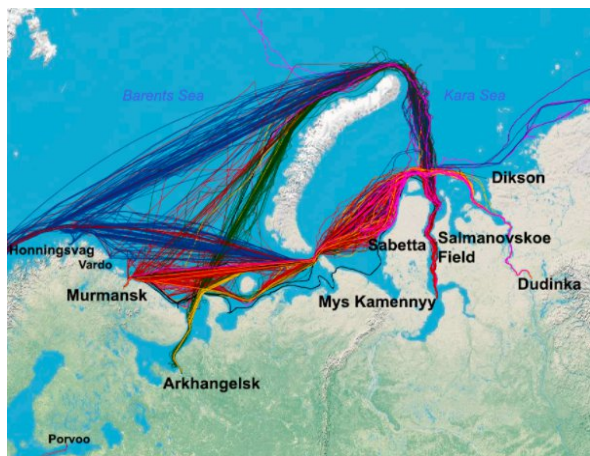 Barents Sea
Kara Sea
Dikson
Honningsvag
Vardo
Sabetta
Salmanovskoe
Field
Murmansk
Mys Kamennyy
Dudinka
Arkhangelsk
Porvoo